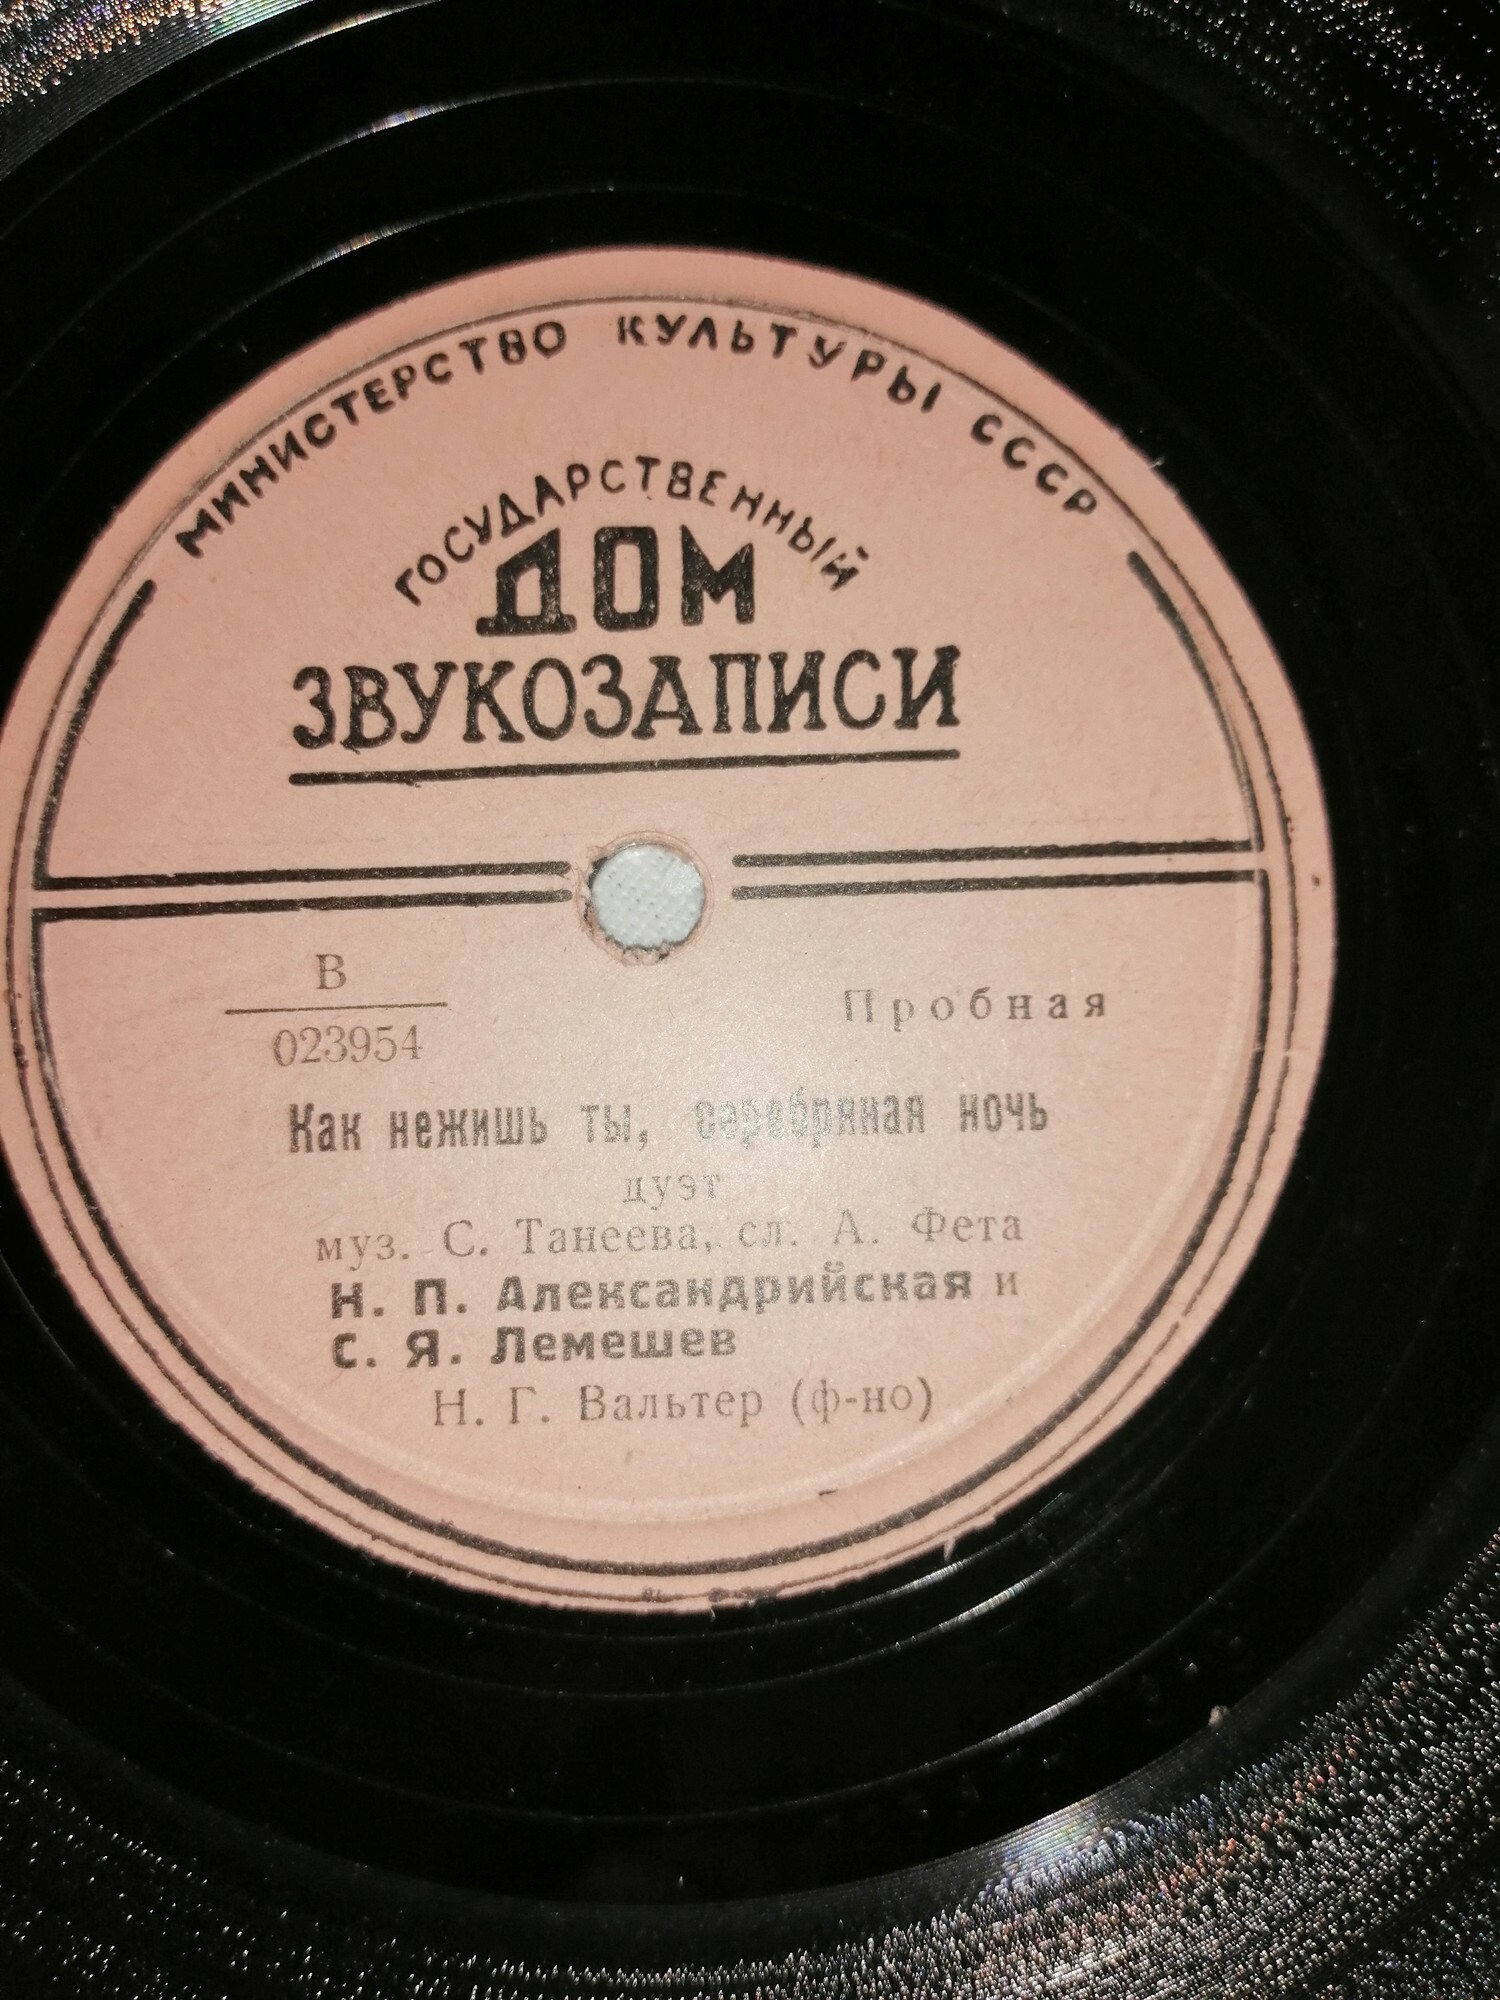 МИНИСТЕРСТВО КУЛЬТУРЫ СССР
ГОСУДАРСТВЕННЫЙ
ДОМ
ЗВУКОЗАПИСИ
В
023954
Пробная
Как нежишь ты, серебряная ночь
дуэт
муз. С. Танеева, сл. А. Фета
Н. П. Александрийская и
С. Я. Лемешев
Н. Г. Вальтер (ф-но)